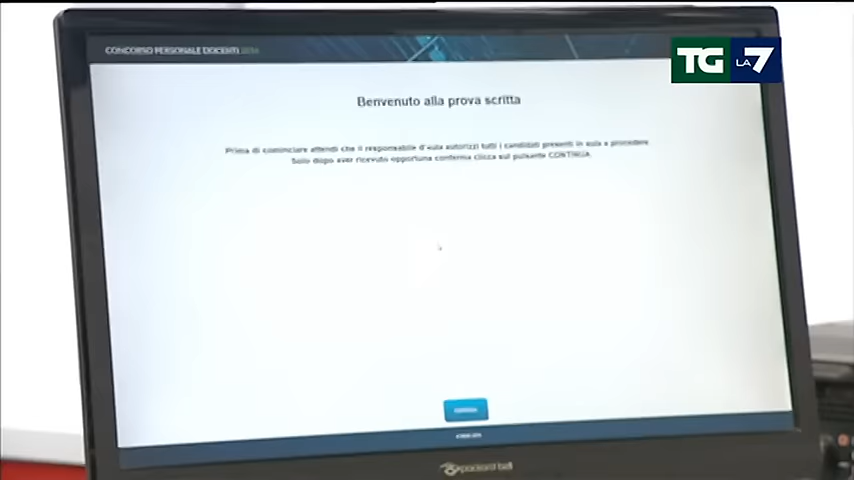 CONCORSO PERSONALE DOCENTI 2016
TG LA7
Benvenuto alla prova scritta
Prima di cominciare attendi che il responsabile d'aula autorizzi tutti i candidati presenti in aula a procedere
Solo dopo aver ricevuto opportuna conferma clicca sul pulsante CONTINUA
packard bell